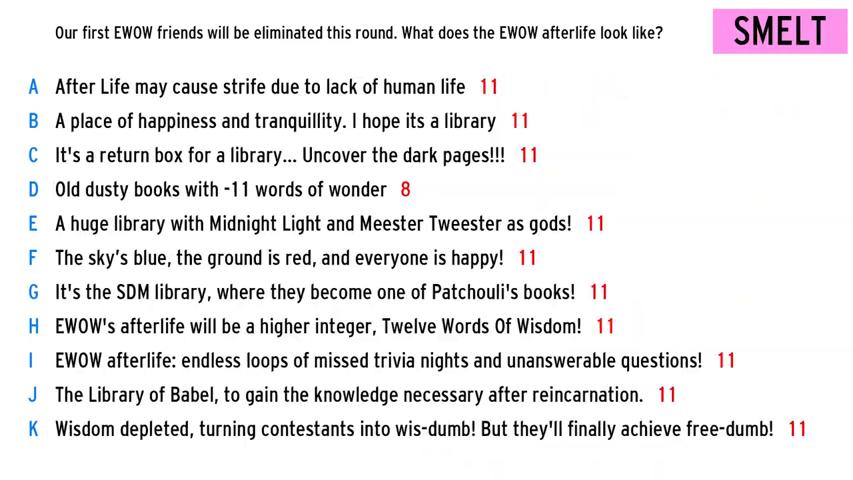 Our first EWOW friends will be eliminated this round. What does the EWOW afterlife look like?
SMELT
A After Life may cause strife due to lack of human life 11
B A place of happiness and tranquillity. I hope its a library 11
C It's a return box for a library... Uncover the dark pages!!! 11
D Old dusty books with -11 words of wonder 8
E A huge library with Midnight Light and Meester Tweester as gods! 11
F The sky’s blue, the ground is red, and everyone is happy! 11
G It's the SDM library, where they become one of Patchouli's books! 11
H EWOW's afterlife will be a higher integer, Twelve Words Of Wisdom! 11
I EWOW afterlife: endless loops of missed trivia nights and unanswerable questions! 11
J The Library of Babel, to gain the knowledge necessary after reincarnation. 11
K Wisdom depleted, turning contestants into wis-dumb! But they'll finally achieve free-dumb! 11